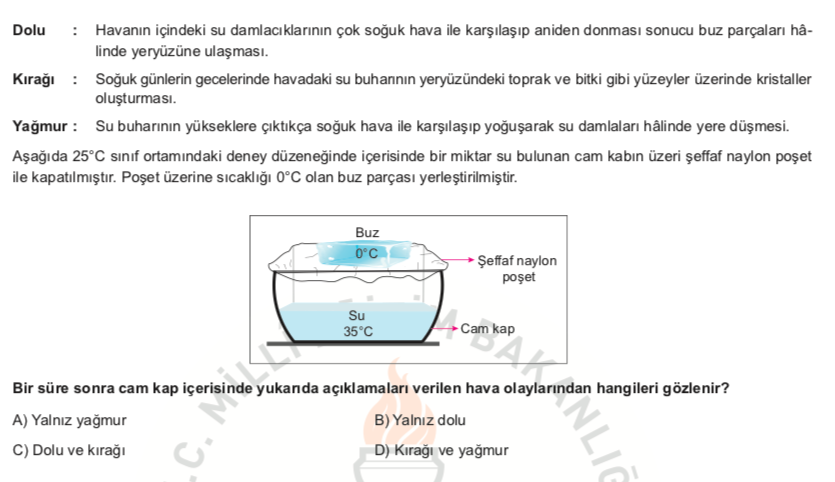 Dolu : Havanın içindeki su damlacıklarının çok soğuk hava ile karşılaşıp aniden donması sonucu buz parçaları hâ-
linde yeryüzüne ulaşması.
Kırağı : Soğuk günlerin gecelerinde havadaki su buharının yeryüzündeki toprak ve bitki gibi yüzeyler üzerinde kristaller
oluşturması.
Yağmur : Su buharının yükseklere çıktıkça soğuk hava ile karşılaşıp yoğuşarak su damlaları hâlinde yere düşmesi.
Aşağıda 25°C sınıf ortamındaki deney düzeneğinde içerisinde bir miktar su bulunan cam kabın üzeri şeffaf naylon poşet
ile kapatılmıştır. Poşet üzerine sıcaklığı 0°C olan buz parçası yerleştirilmiştir.
Buz
0°C
Şeffaf naylon
poşet
Su
35°C
Cam kap
Bir süre sonra cam kap içerisinde yukarıda açıklamaları verilen hava olaylarından hangileri gözlenir?
A) Yalnız yağmur
B) Yalnız dolu
C) Dolu ve kırağı
D) Kırağı ve yağmur